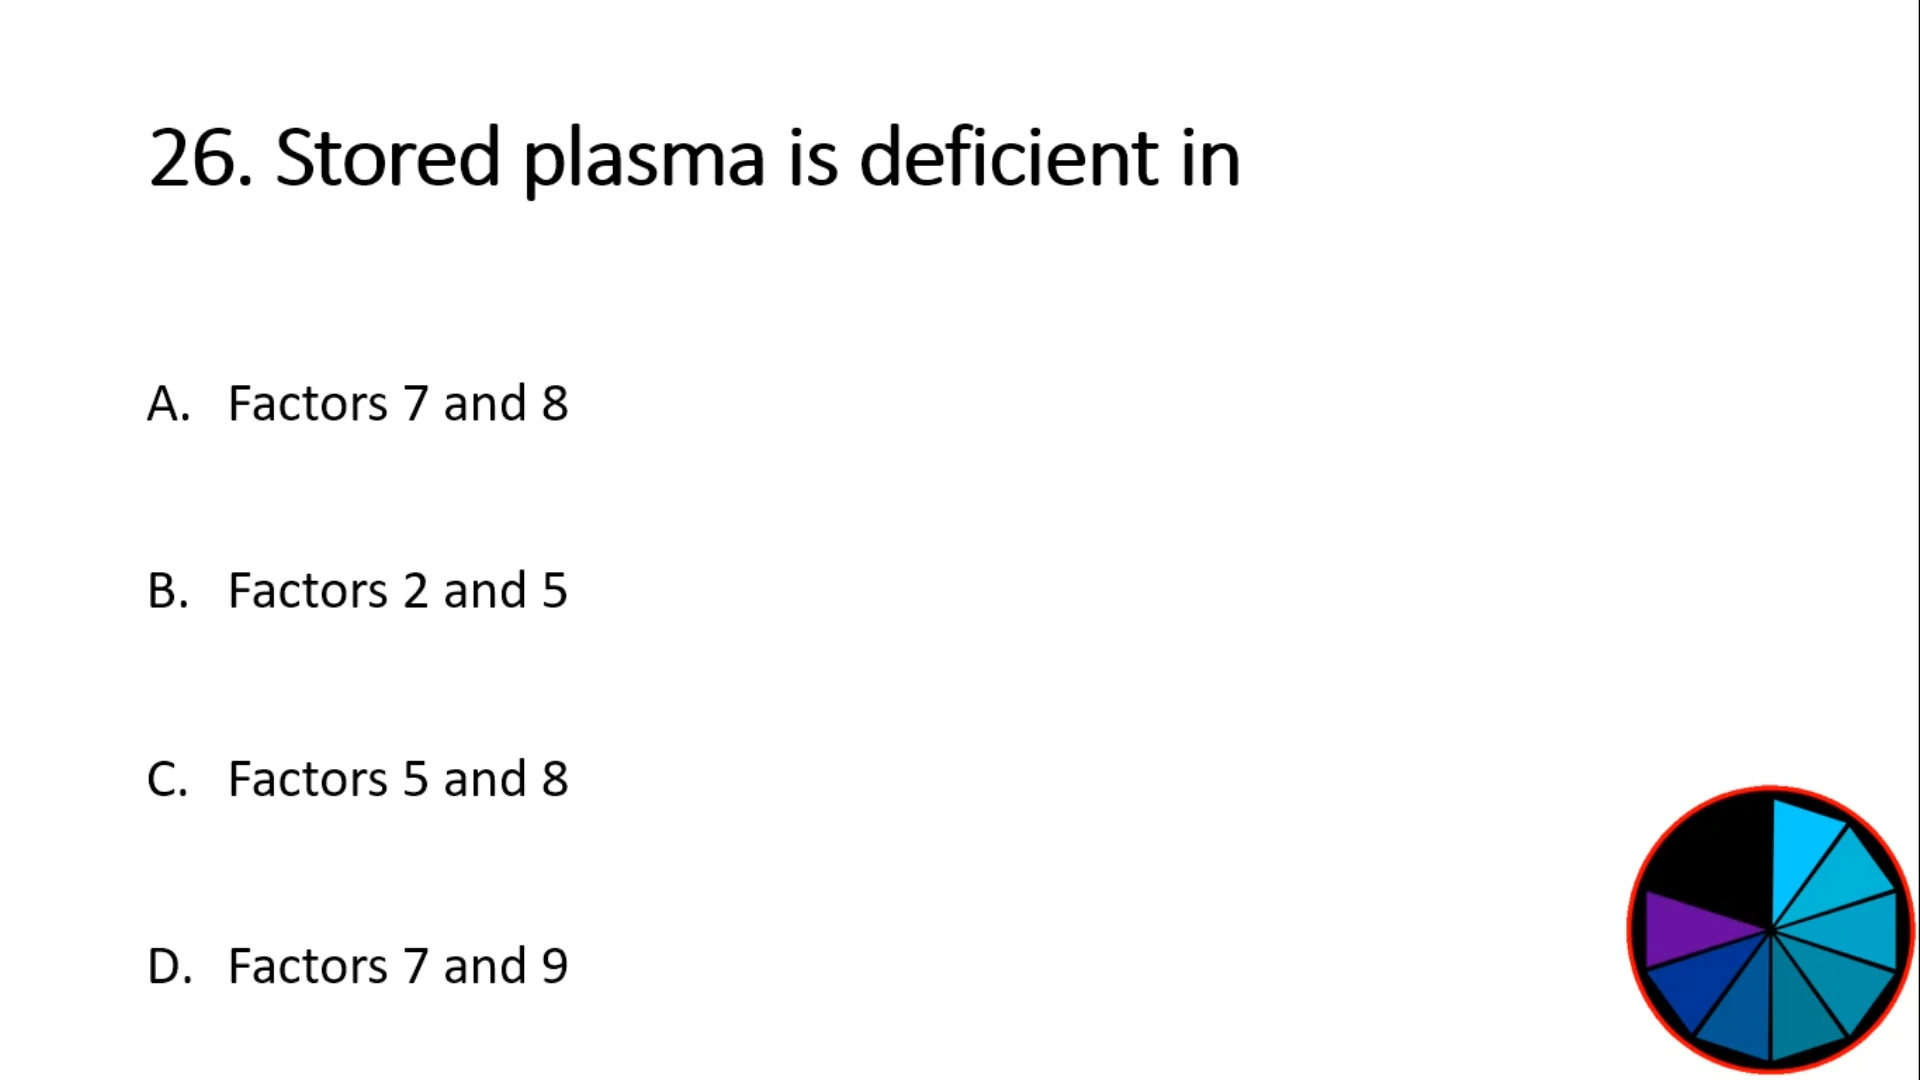 26. Stored plasma is deficient in
A. Factors 7 and 8
B. Factors 2 and 5
C. Factors 5 and 8
D. Factors 7 and 9